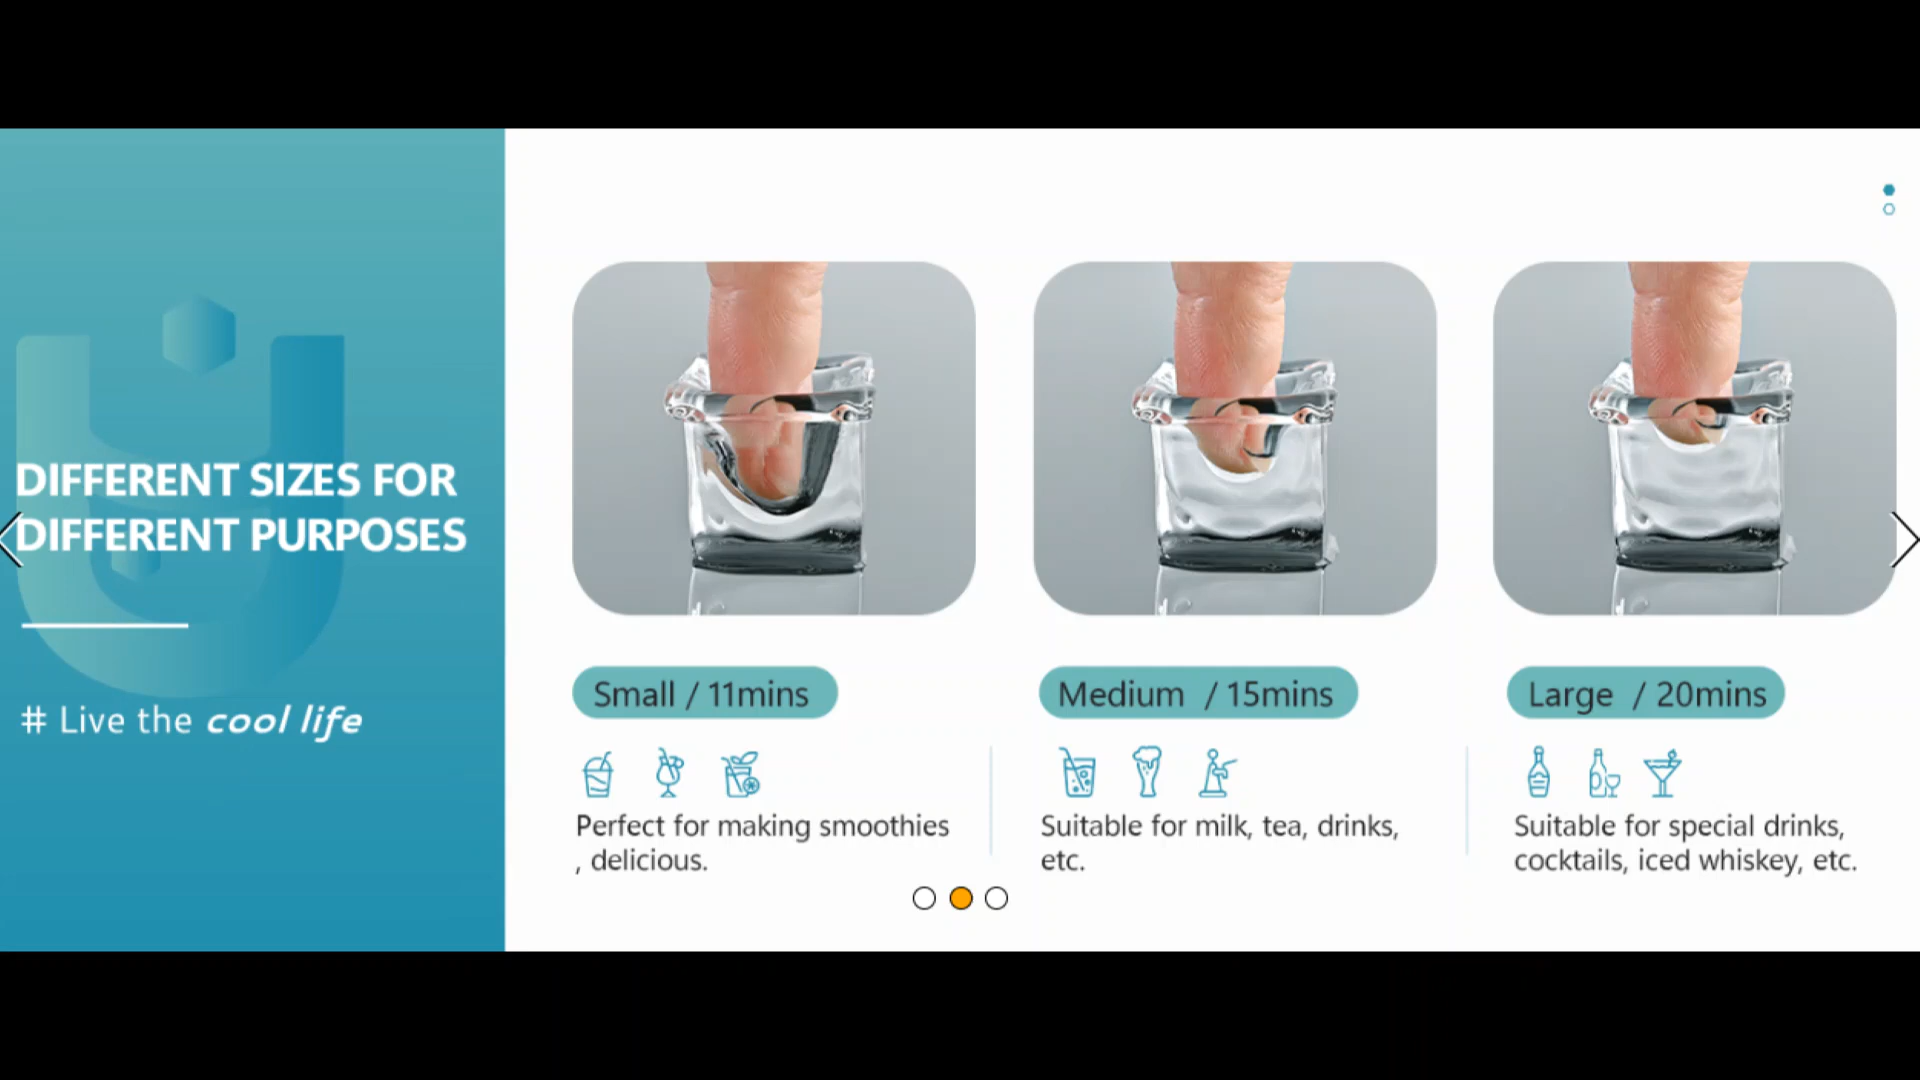 DIFFERENT SIZES FOR
DIFFERENT PURPOSES
# Live the cool life
Small / 11mins
Perfect for making smoothies
, delicious.
Medium / 15mins
Suitable for milk, tea, drinks,
etc.
Large / 20mins
Suitable for special drinks,
cocktails, iced whiskey, etc.